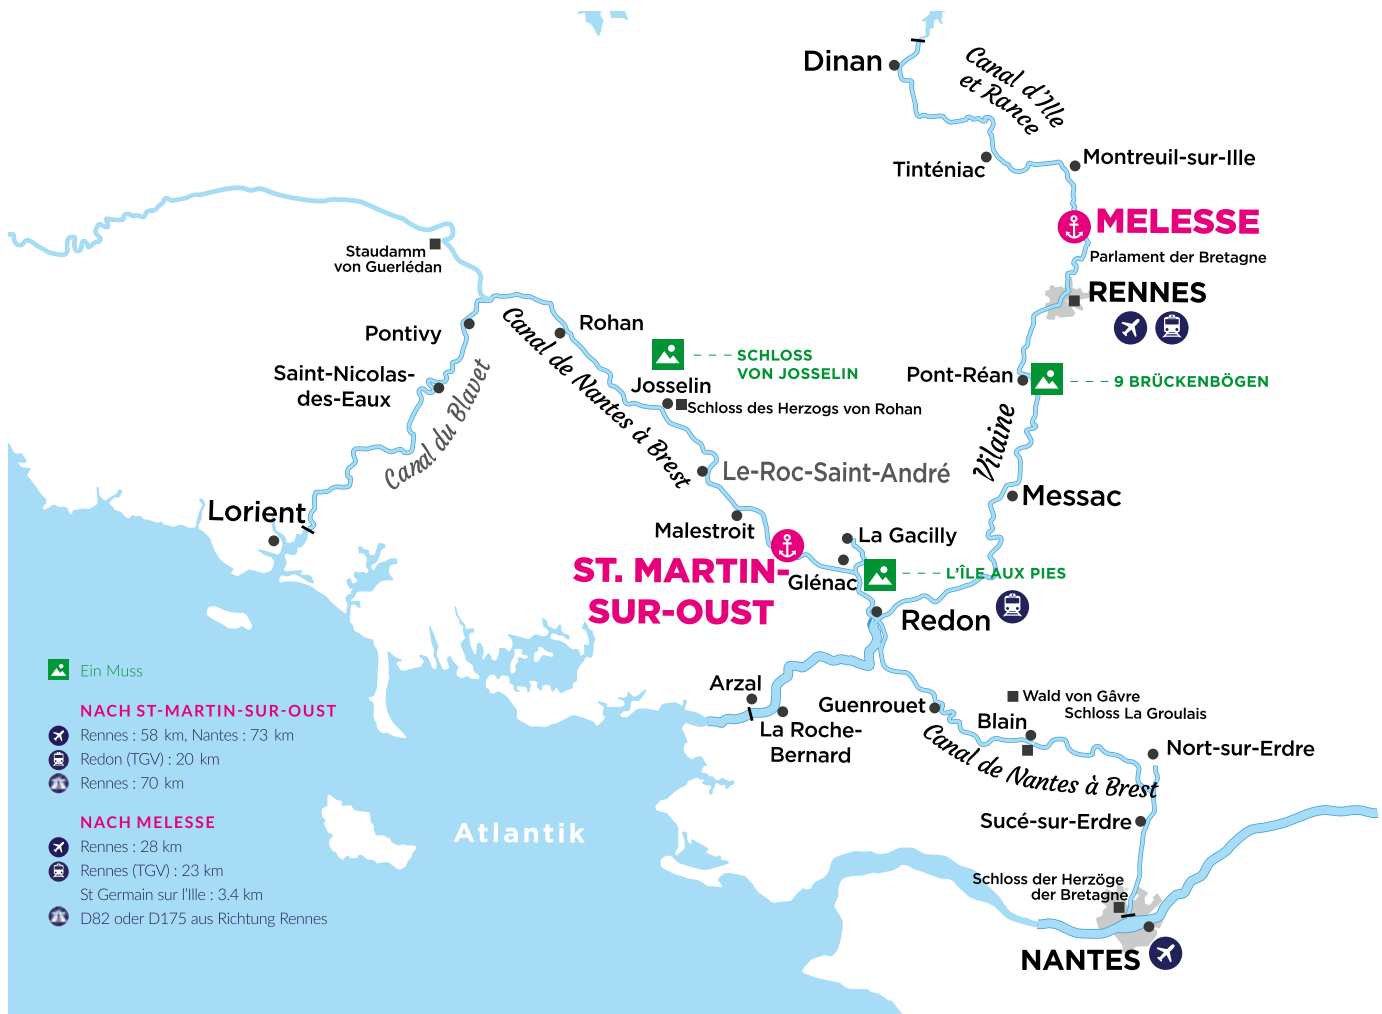 Dinan
Canal d'Ille
et Rance
Tinténiac
Montreuil-sur-Ille
MELESSE
Parlament der Bretagne
RENNES
Staudamm
von Guerlédan
Pontivy
Rohan
Canal de Nantes à Brest
SCHLOSS
VON JOSSELIN
Saint-Nicolas-
des-Eaux
Canal du Blavet
Josselin
Schloss des Herzogs von Rohan
Pont-Réan
9 BRÜCKENBÖGEN
Vilaine
Le-Roc-Saint-André
Messac
Lorient
Malestroit
La Gacilly
ST. MARTIN-
SUR-OUST
Glénac
L'ÎLE AUX PIES
Redon
Arzal
La Roche-
Bernard
Guenrouet
Wald von Gâvre
Schloss La Groulais
Blain
Canal de Nantes à Brest
Nort-sur-Erdre
Sucé-sur-Erdre
Schloss der Herzöge
der Bretagne
NANTES
Atlantik
Ein Muss
NACH ST-MARTIN-SUR-OUST
Rennes : 58 km, Nantes : 73 km
Redon (TGV) : 20 km
Rennes : 70 km
NACH MELESSE
Rennes : 28 km
Rennes (TGV) : 23 km
St Germain sur l'Ille : 3.4 km
D82 oder D175 aus Richtung Rennes